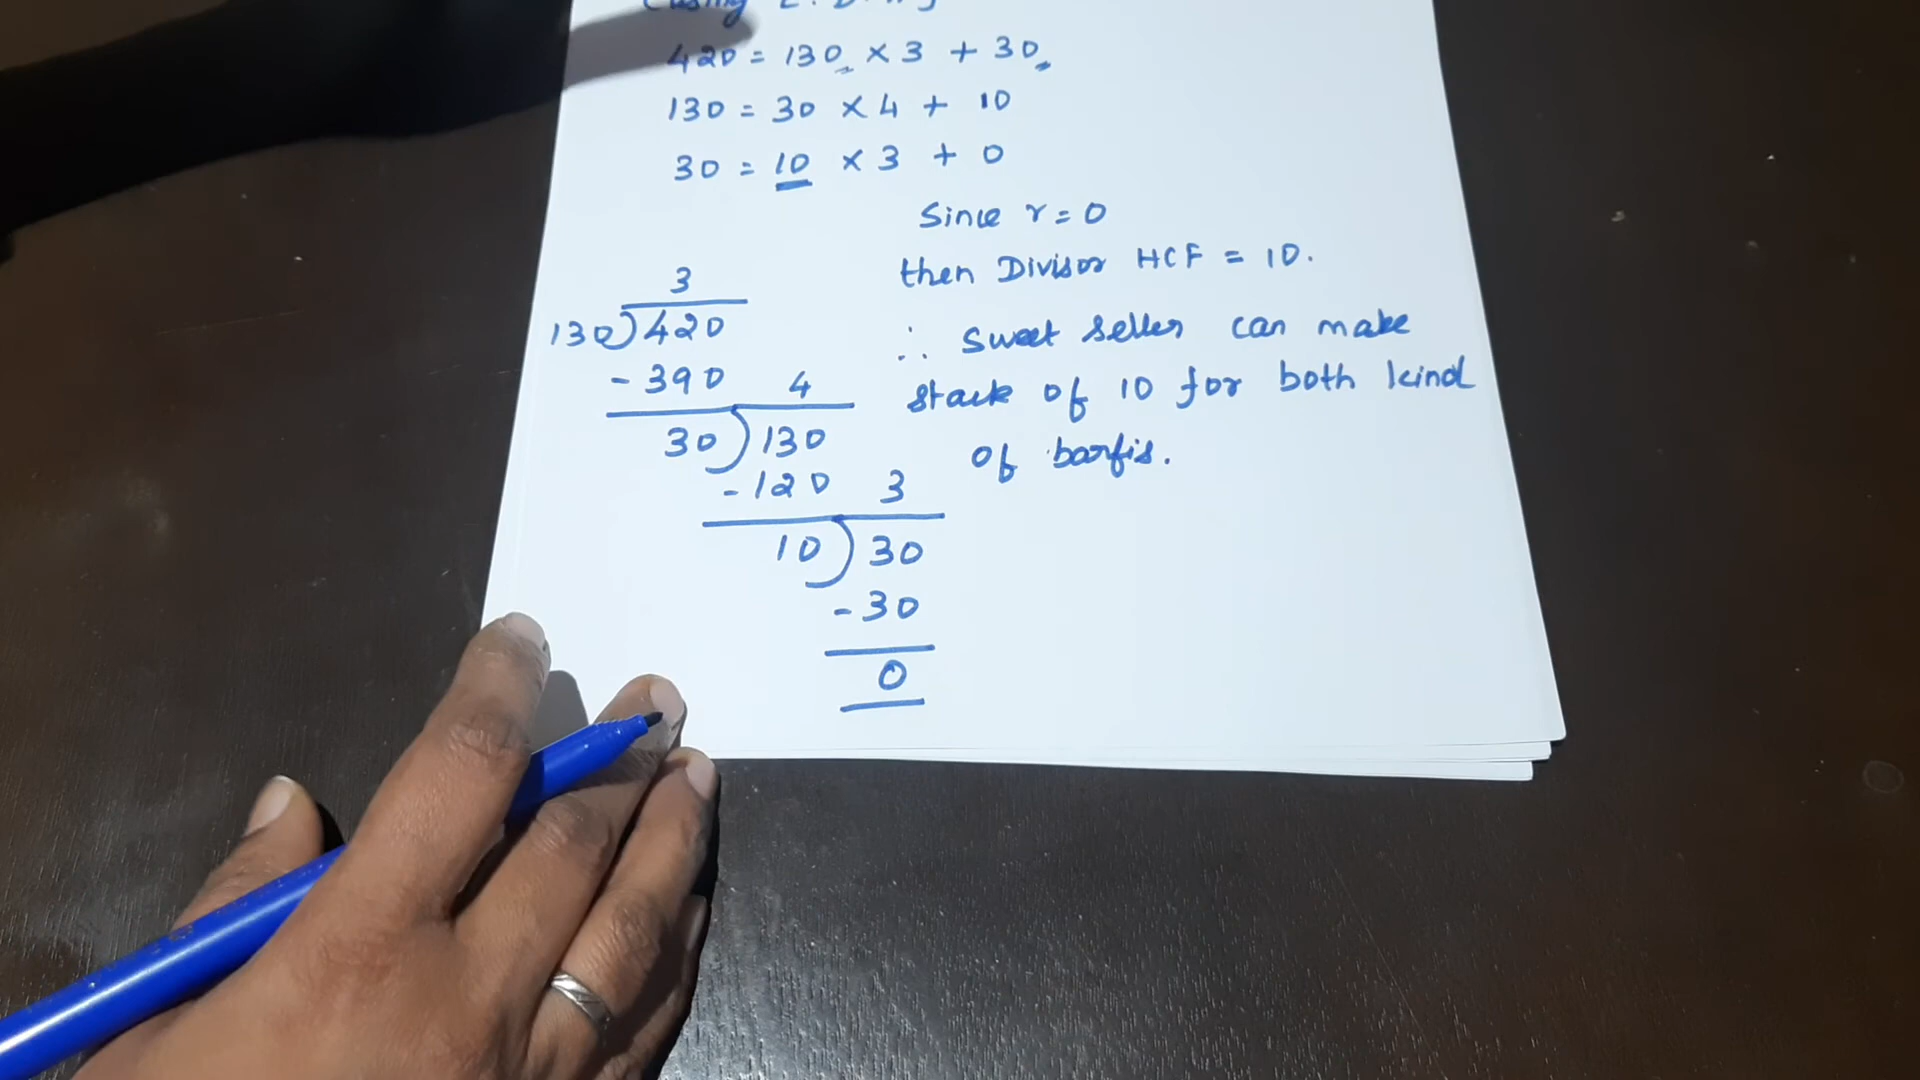 (using E.D.
420 = 130 × 3 + 30
130 = 30 × 4 + 10
30 = 10 × 3 + 0
Since r = 0
then Divisor HCF = 10.
∴ Sweet seller can make
stack of 10 for both kind
of barfis.
3
130)420
- 390 4
30)130
- 120 3
10)30
- 30
0